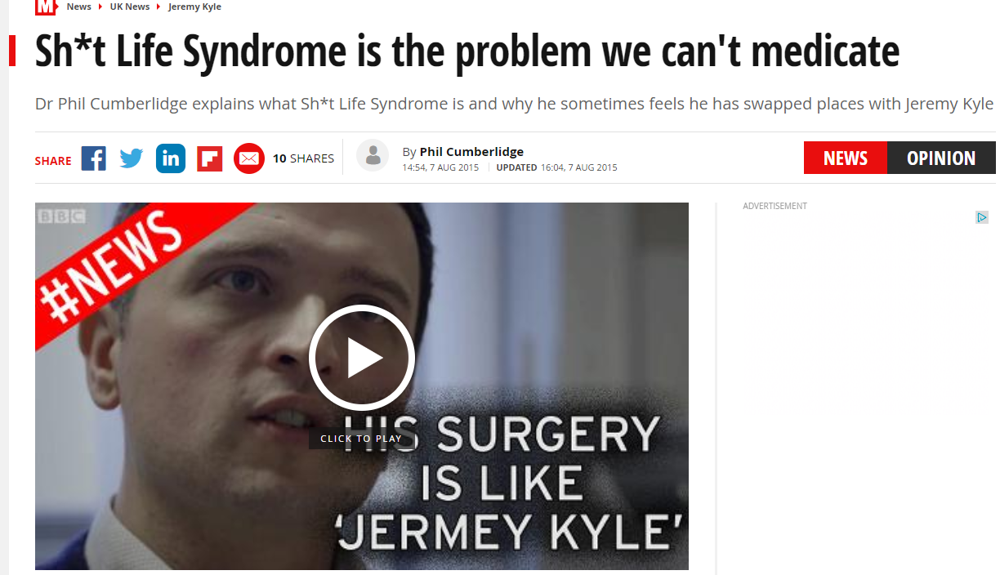 M News UK News Jeremy Kyle
Sh*t Life Syndrome is the problem we can't medicate
Dr Phil Cumberlidge explains what Sh*t Life Syndrome is and why he sometimes feels he has swapped places with Jeremy Kyle
SHARE f in 10 SHARES
By Phil Cumberlidge
14:54, 7 AUG 2015 UPDATED 16:04, 7 AUG 2015
NEWS OPINION
ADVERTISEMENT
BBC
#NEWS
CLICK TO PLAY
HIS SURGERY
IS LIKE
'JERMEY KYLE'